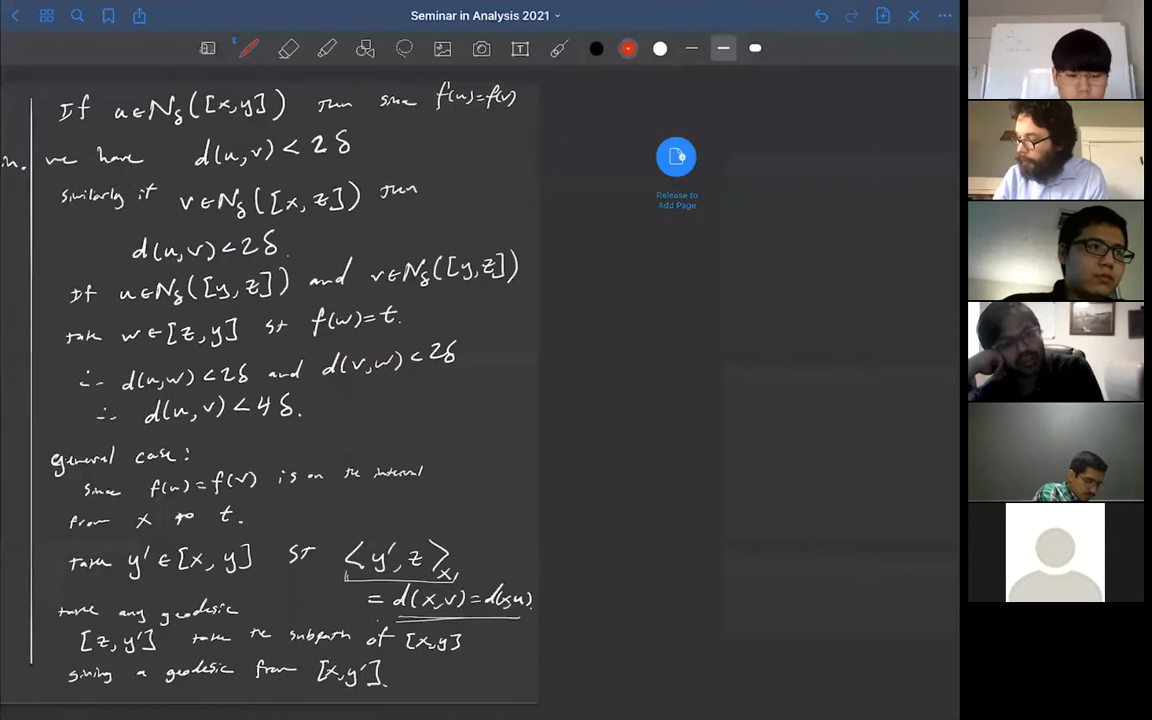 Seminar in Analysis 2021
If u∈N_δ([x,y]) then since f(u)=f(v)
in. we have d(u,v) < 2δ
similarly if v∈N_δ([x,z]) then
d(u,v)<2δ.
If u∈N_δ([y,z]) and v∈N_δ([y,z])
take w∈[z,y] st f(w)=t.
∴ d(u,w)<2δ and d(v,w)<2δ
∴ d(u,v)<4δ.
general case:
since f(u)=f(v) is on the interval
from x to t.
take y'∈[x,y] ST <y',z>_x
= d(x,v)=d(x,u).
take any geodesic
[z,y'] take the subpath of [x,y]
giving a geodesic from [x,y'].
Release to
Add Page